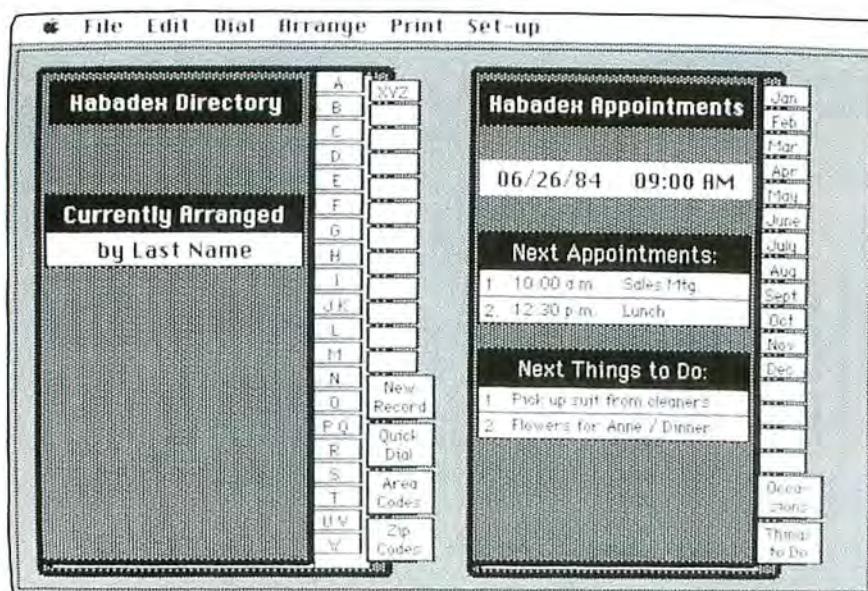 File Edit Dial Arrange Print Set-up
Habadex Directory
Currently Arranged
by Last Name
A
B
C
D
E
F
G
H
I
J K
L
M
N
O
P Q
R
S
T
U V
W
XYZ
New
Record
Quick
Dial
Area
Codes
Zip
Codes
Habadex Appointments
06/26/84 09:00 AM
Next Appointments:
1. 10:00 a.m. Sales Mtg.
2. 12:30 p.m. Lunch
Next Things to Do:
1. Pick up suit from cleaners
2. Flowers for Anne / Dinner
Jan
Feb
Mar
Apr
May
June
July
Aug
Sept
Oct
Nov
Dec
Occa-
sions
Things
to Do